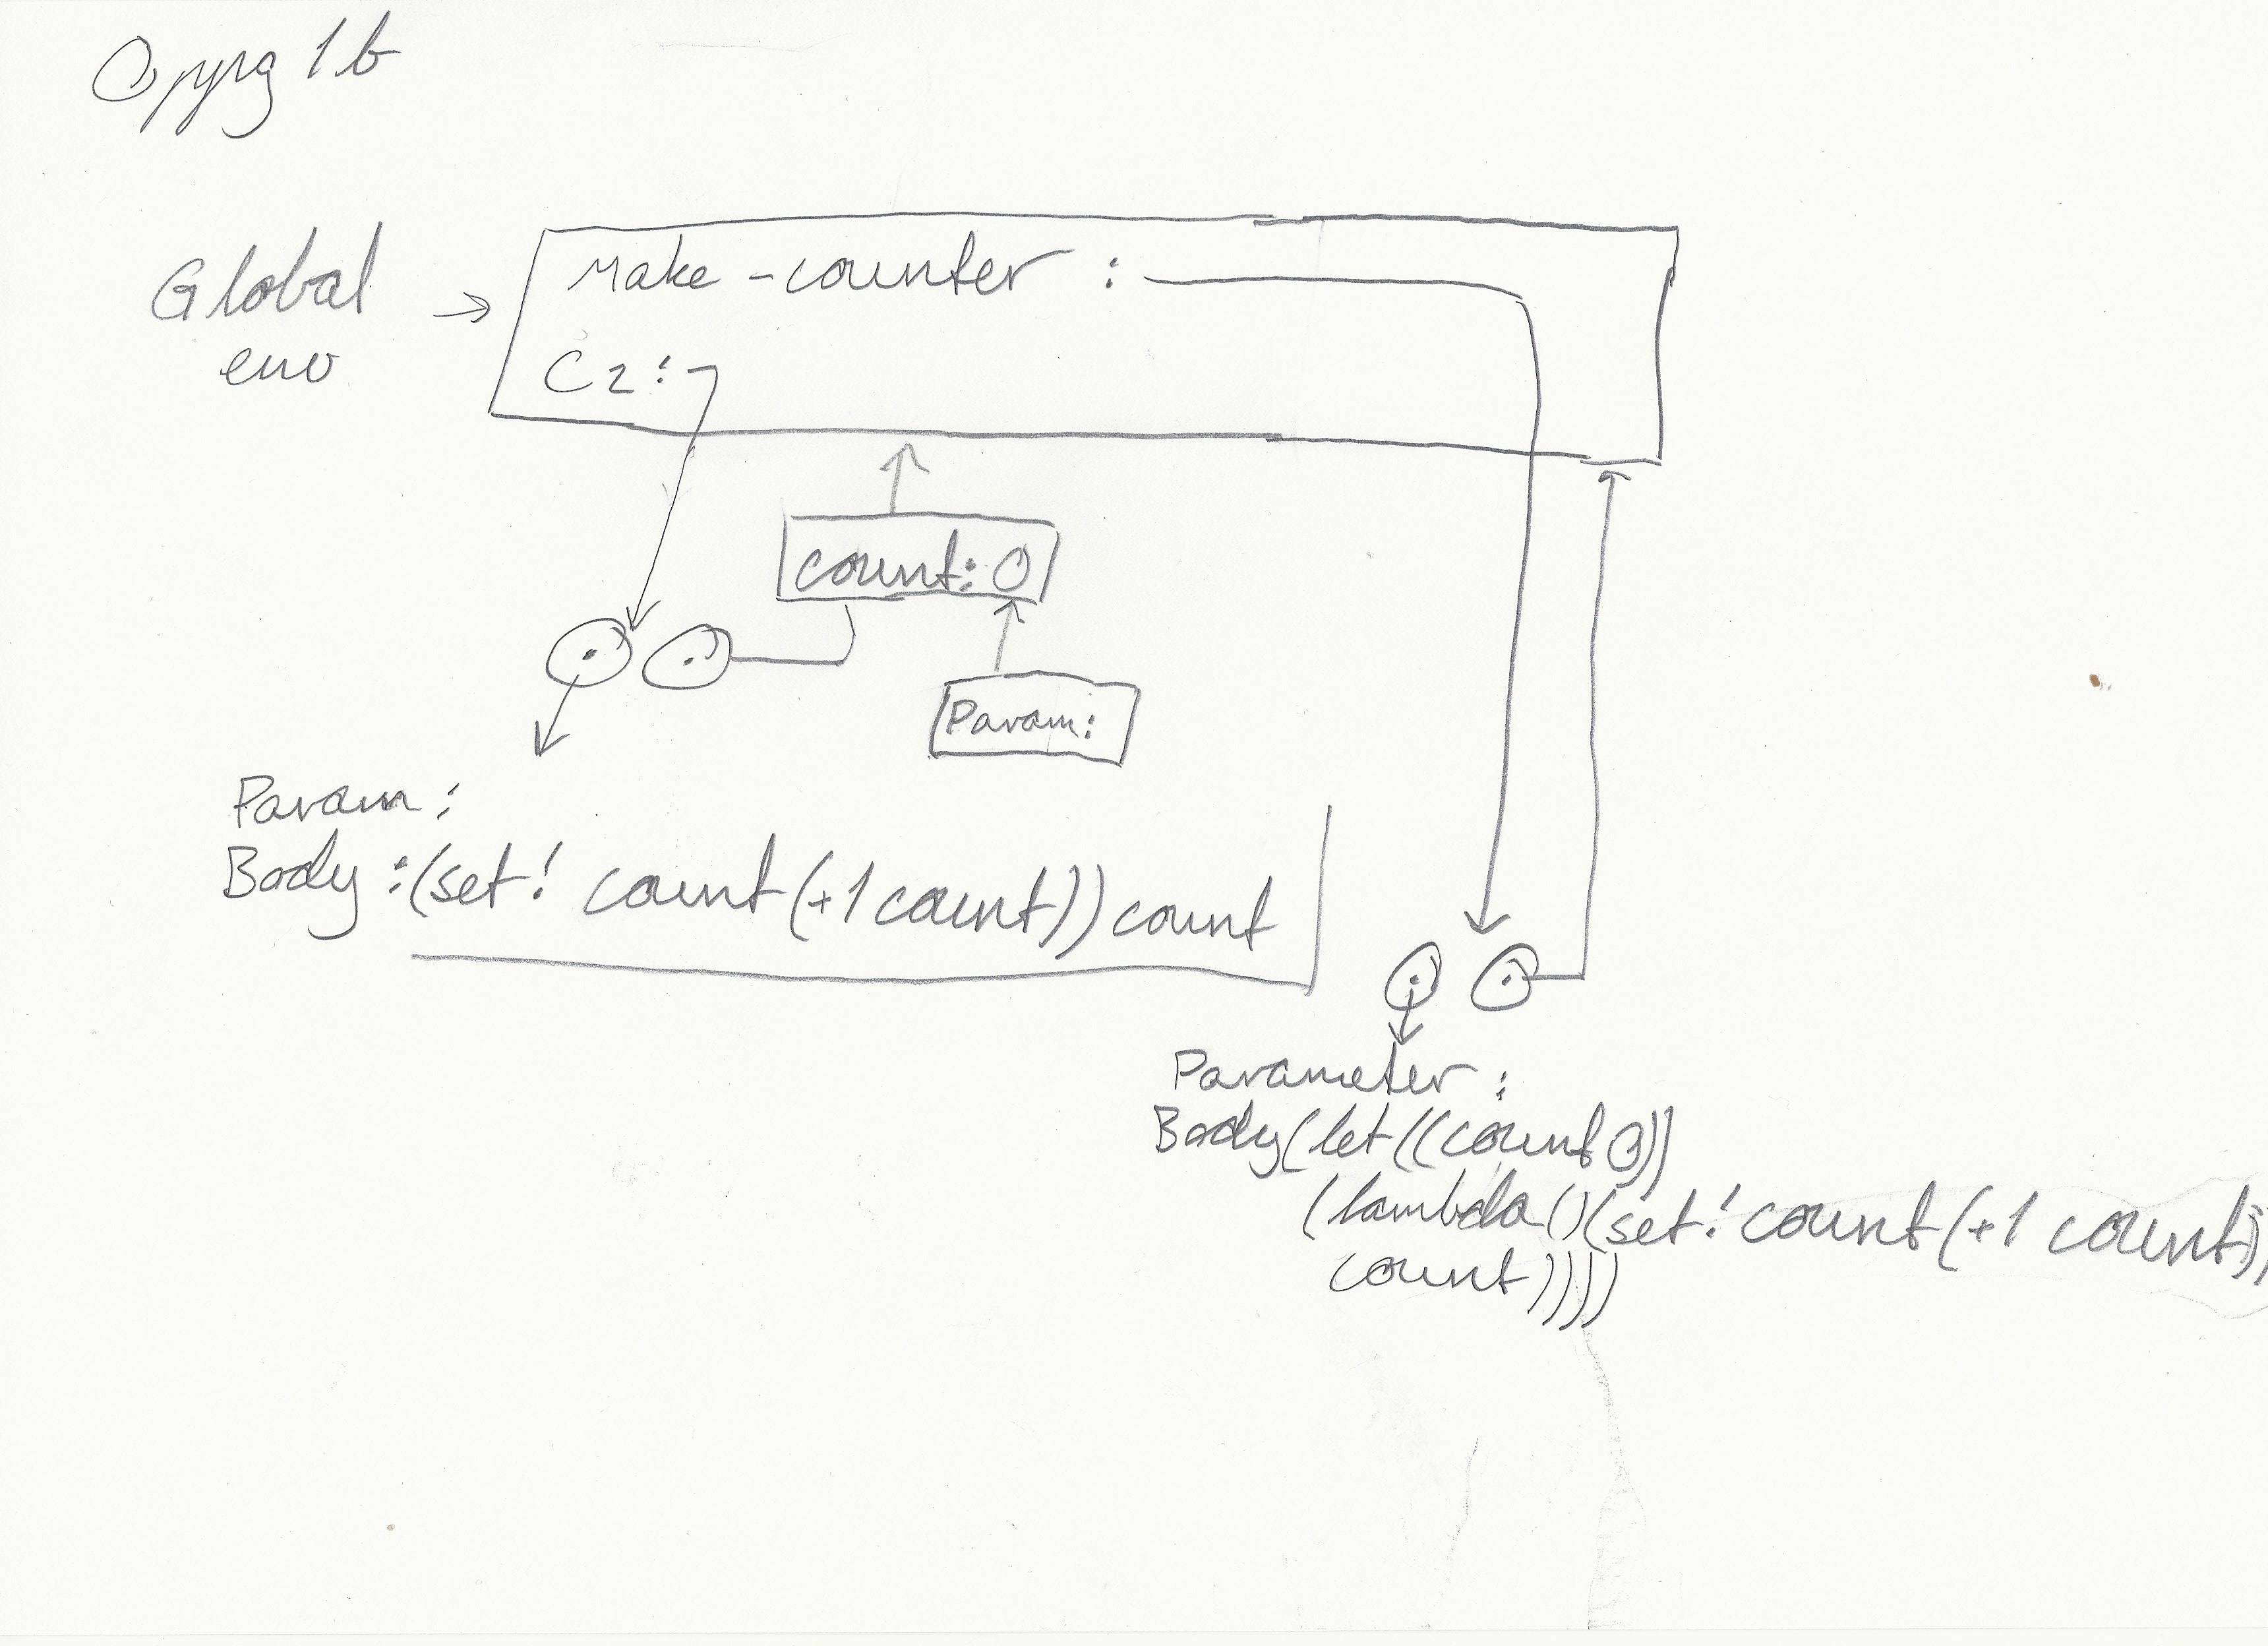 Oppg 1b
Global
env
Make-counter :
C2:
count: 0
Param:
Param:
Body:(set! count(+1 count)) count
Parameter :
Body(let((count 0))
(lambda()(set! count(+1 count))
count))))